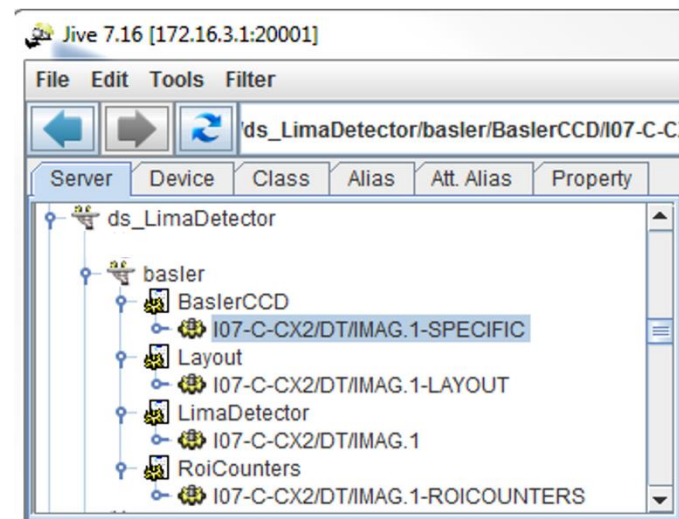 Jive 7.16 [172.16.3.1:20001]
File Edit Tools Filter
ds_LimaDetector/basler/BaslerCCD/I07-C-C
Server Device Class Alias Att. Alias Property
ds_LimaDetector
basler
BaslerCCD
I07-C-CX2/DT/IMAG.1-SPECIFIC
Layout
I07-C-CX2/DT/IMAG.1-LAYOUT
LimaDetector
I07-C-CX2/DT/IMAG.1
RoiCounters
I07-C-CX2/DT/IMAG.1-ROICOUNTERS